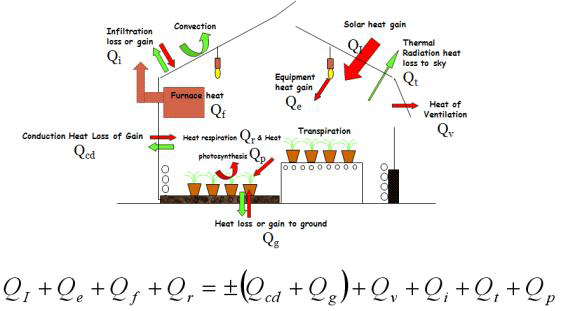 Convection
Infiltration
loss or gain
Qi
Solar heat gain
QI
Thermal
Radiation heat
loss to sky
Qt
Equipment
heat gain
Qe
Furnace heat
Qf
Heat of
Ventilation
Qv
Conduction Heat Loss of Gain
Qcd
Heat respiration Qr & Heat
photosynthesis Qp
Transpiration
Heat loss or gain to ground
Qg
QI + Qe + Qf + Qr = ±(Qcd + Qg) + Qv + Qi + Qt + Qp